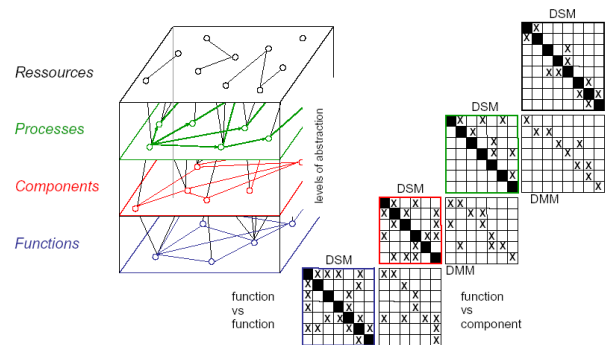 DSM
Ressources
DSM
Processes
levels of abstraction
DMM
DSM
Components
Functions
DSM
DMM
function
vs
function
function
vs
component